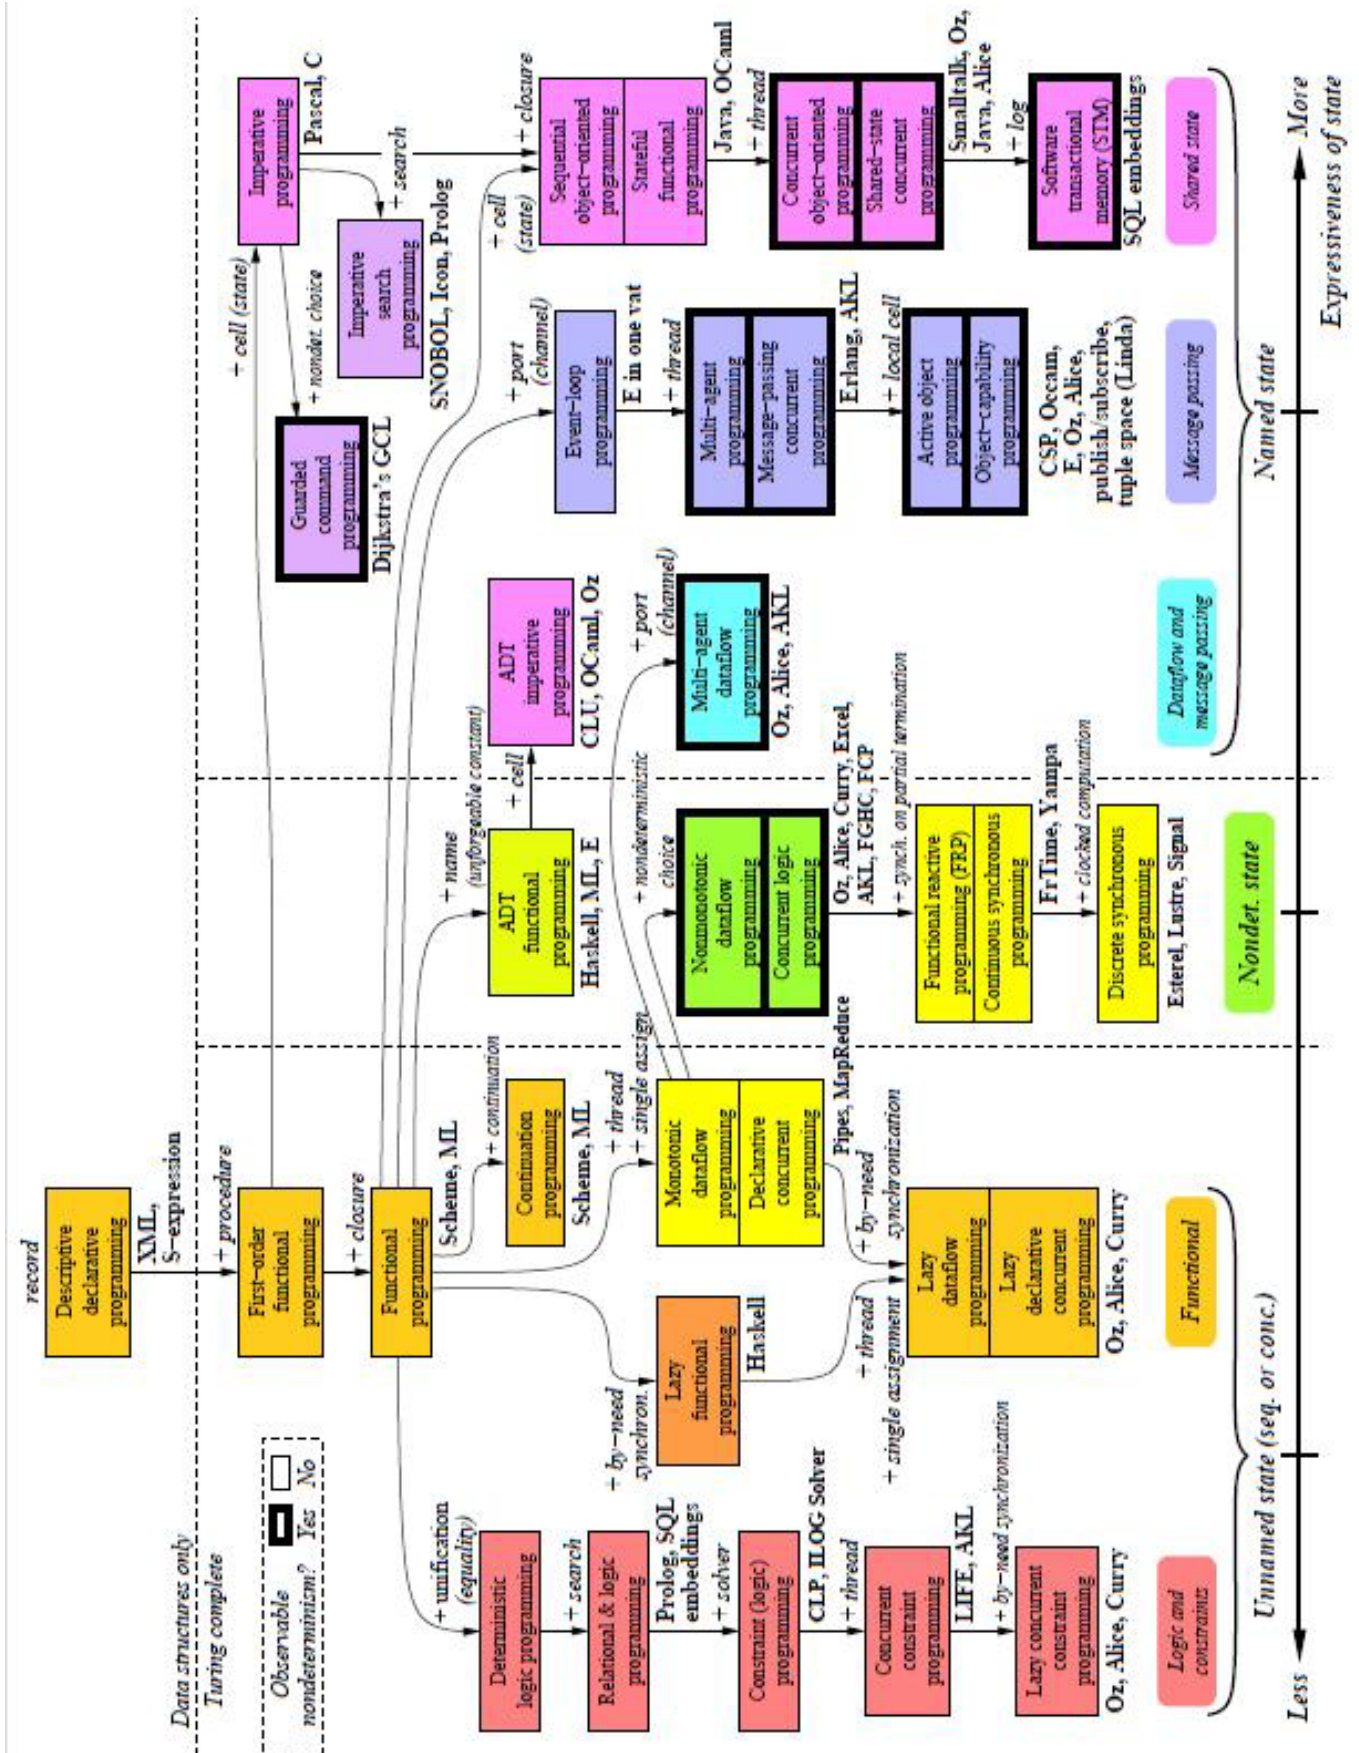 record
Descriptive
declarative
programming
XML,
S-expression
Data structures only
Turing complete
Observable
nondeterminism?
Yes
No
+ procedure
First-order
functional
programming
+ closure
Functional
programming
Scheme, ML
+ cell (state)
Imperative
programming
Pascal, C
+ nondet. choice
Guarded
command
programming
Dijkstra's GCL
+ search
Imperative
search
programming
SNOBOL, Icon, Prolog
+ unification
(equality)
Deterministic
logic programming
+ search
Relational & logic
programming
Prolog, SQL
embeddings
+ solver
Constraint (logic)
programming
CLP, ILOG Solver
+ thread
Concurrent
constraint
programming
LIFE, AKL
+ by-need synchronization
Lazy concurrent constraint
programming
Oz, Alice, Curry
Logic and
constraints
+ by-need
synchron.
Lazy
functional
programming
Haskell
+ thread
+ single assignment
+ continuation
Continuation
programming
Scheme, ML
+ thread
+ single assign.
Monotonic
dataflow
programming
Declarative
concurrent
programming
Pipes, MapReduce
+ by-need
synchronization
Lazy
dataflow
programming
Lazy
declarative
concurrent
programming
Oz, Alice, Curry
Functional
+ name
(unforgeable constant)
ADT
functional
programming
Haskell, ML, E
+ cell
ADT
imperative
programming
CLU, OCaml, Oz
+ nondeterministic
choice
Nonmonotonic
dataflow
programming
Concurrent logic
programming
Oz, Alice, Curry, Excel,
AKL, FGHC, FCP
+ synch. on partial termination
Functional reactive
programming (FRP)
Continuous synchronous
programming
FrTime, Yampa
+ clocked computation
Discrete synchronous
programming
Esterel, Lustre, Signal
Nondet. state
+ port
(channel)
Multi-agent
dataflow
programming
Oz, Alice, AKL
Dataflow and
message passing
+ port
(channel)
Event-loop
programming
E in one vat
+ thread
Multi-agent
programming
Message-passing
concurrent
programming
Erlang, AKL
+ local cell
Active object
programming
Object-capability
programming
CSP, Occam,
E, Oz, Alice,
publish/subscribe,
tuple space (Linda)
Message passing
+ cell
(state)
+ closure
Sequential
object-oriented
programming
Stateful
functional
programming
Java, OCaml
+ thread
Concurrent
object-oriented
programming
Shared-state
concurrent
programming
Smalltalk, Oz,
Java, Alice
+ log
Software
transactional
memory (STM)
SQL embeddings
Shared state
Unnamed state (seq. or conc.)
Named state
Less
More
Expressiveness of state